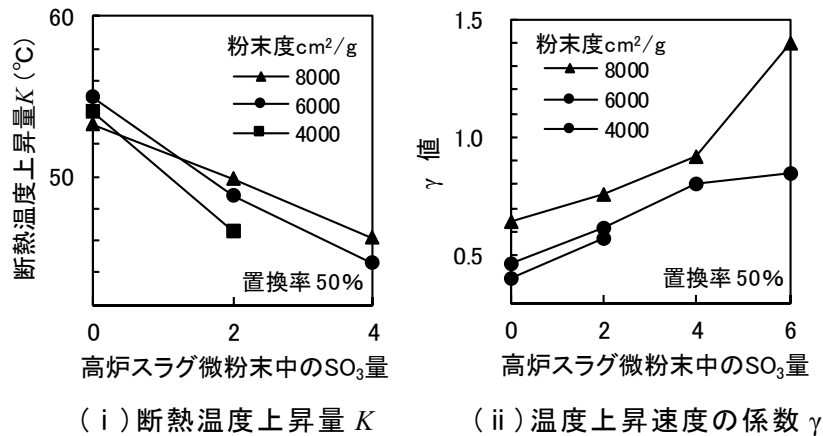 60
50
断熱温度上昇量K(℃)
粉末度cm²/g
8000
6000
4000
置換率50%
0 2 4
高炉スラグ微粉末中のSO₃量
(ⅰ)断熱温度上昇量 K
1.5
1.0
0.5
γ 値
粉末度cm²/g
8000
6000
4000
置換率50%
0 2 4 6
高炉スラグ微粉末中のSO₃量
(ⅱ)温度上昇速度の係数 γ